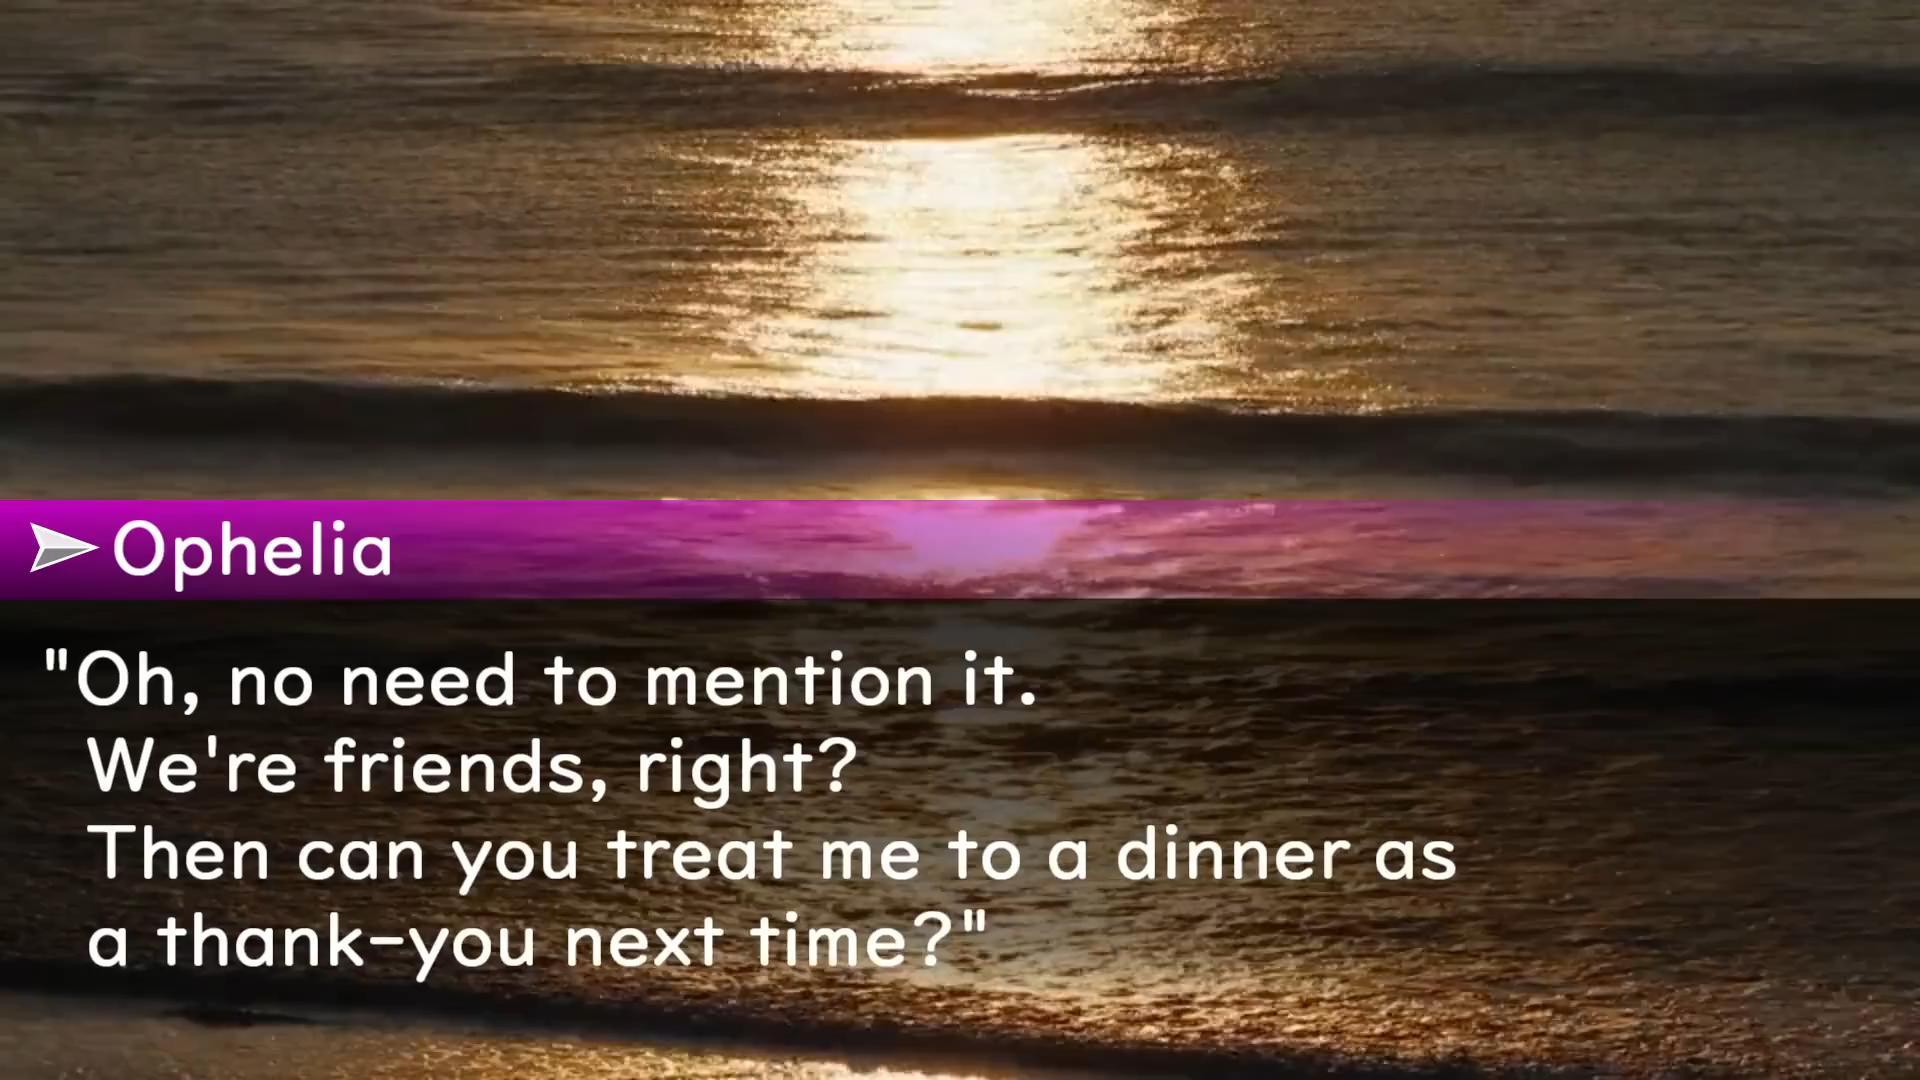 Ophelia
"Oh, no need to mention it.
We're friends, right?
Then can you treat me to a dinner as
a thank-you next time?"